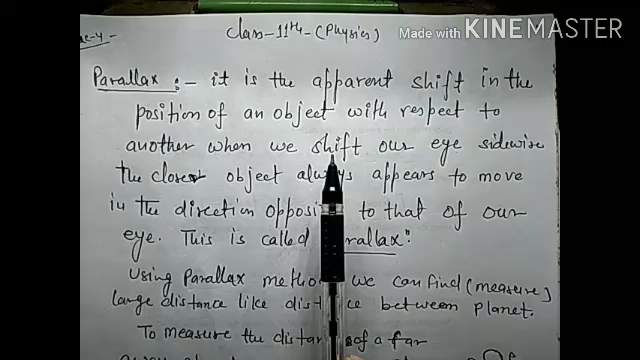 Class-11th-(Physics)
Made with KINEMASTER
Parallax :- it is the apparent shift in the
position of an object with respect to
another when we shift our eye sidewise
the closer object always appears to move
in the direction opposite to that of our
eye. This is called Parallax."
Using Parallax method we can find (measure)
large distance like distance between planet.
To measure the distance of a far